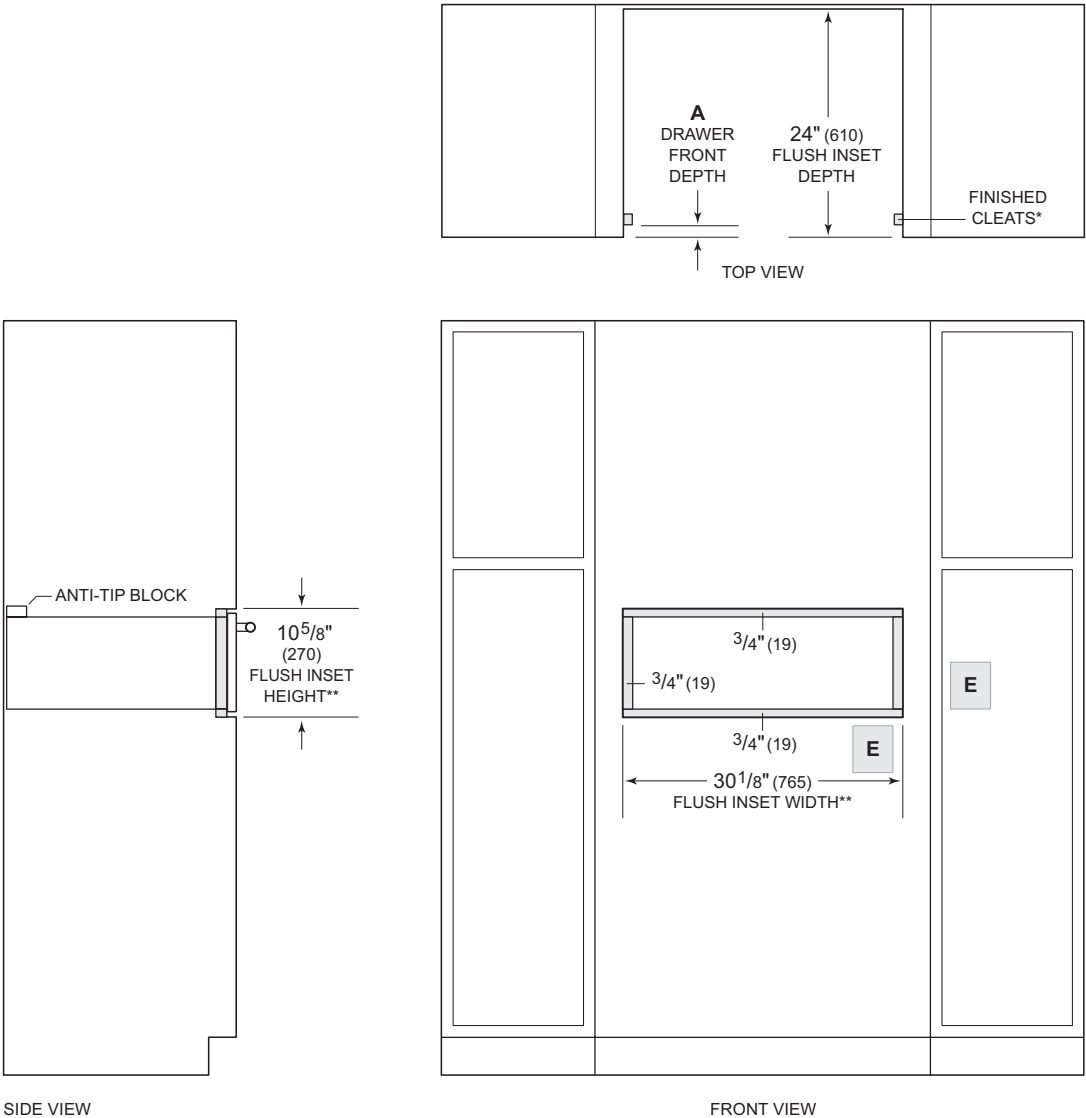 A
DRAWER
FRONT
DEPTH
24" (610)
FLUSH INSET
DEPTH
FINISHED
CLEATS*
TOP VIEW
ANTI-TIP BLOCK
10 5/8"
(270)
FLUSH INSET
HEIGHT**
3/4" (19)
3/4" (19)
E
3/4" (19)
E
30 1/8" (765)
FLUSH INSET WIDTH**
SIDE VIEW
FRONT VIEW